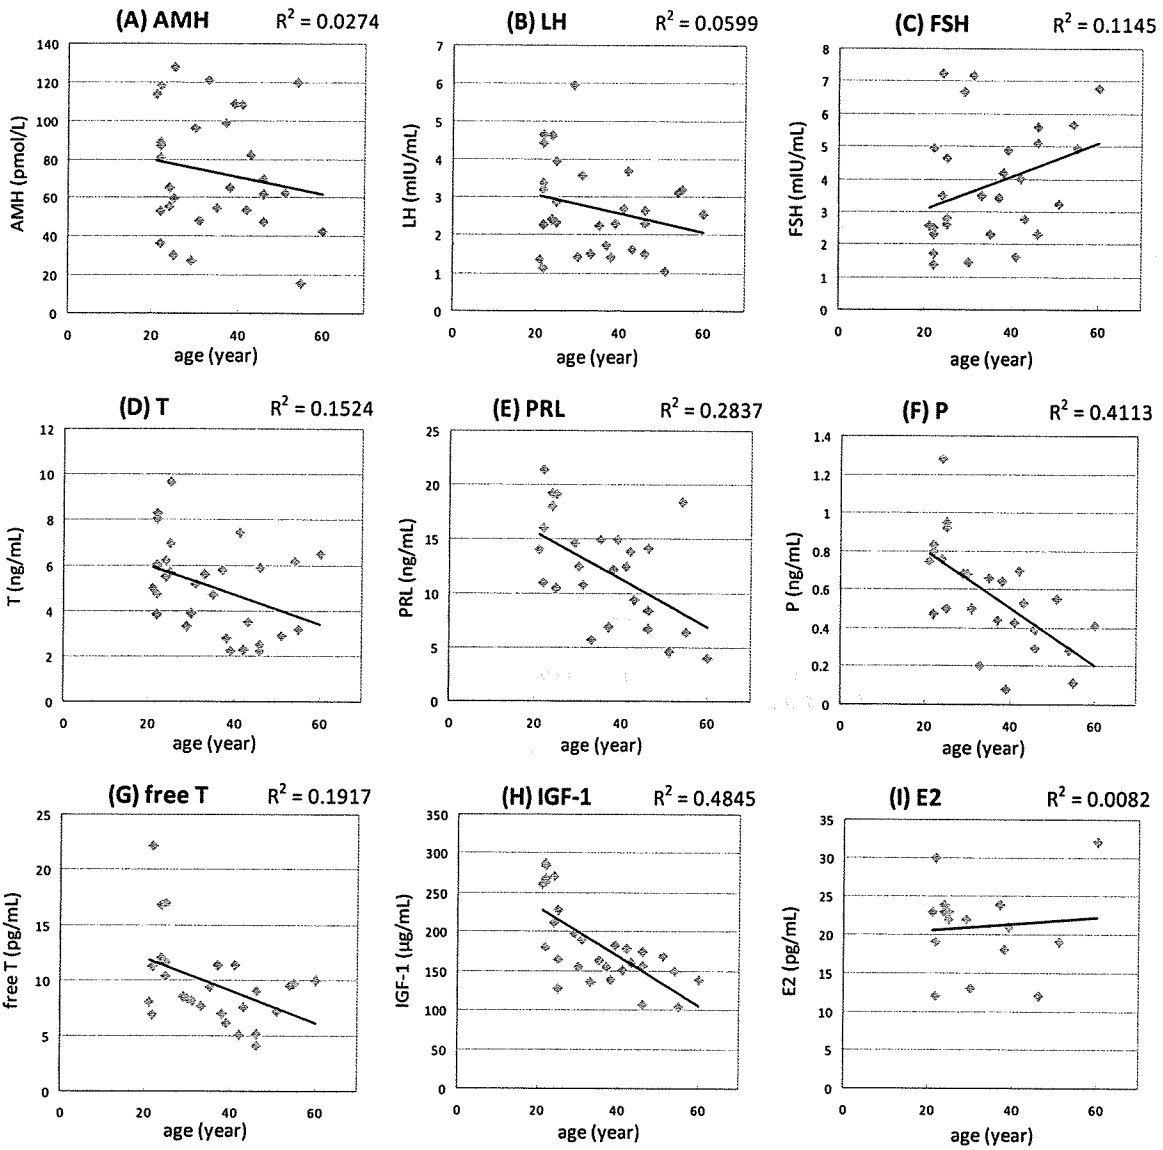 (A) AMH R² = 0.0274
140
120
100
80
60
40
20
0
AMH (pmol/L)
0 20 40 60
age (year)
(B) LH R² = 0.0599
7
6
5
4
3
2
1
0
LH (mIU/mL)
0 20 40 60
age (year)
(C) FSH R² = 0.1145
8
7
6
5
4
3
2
1
0
FSH (mIU/mL)
0 20 40 60
age (year)
(D) T R² = 0.1524
12
10
8
6
4
2
0
T (ng/mL)
0 20 40 60
age (year)
(E) PRL R² = 0.2837
25
20
15
10
5
0
PRL (ng/mL)
0 20 40 60
age (year)
(F) P R² = 0.4113
1.4
1.2
1
0.8
0.6
0.4
0.2
0
P (ng/mL)
0 20 40 60
age (year)
(G) free T R² = 0.1917
25
20
15
10
5
0
free T (pg/mL)
0 20 40 60
age (year)
(H) IGF-1 R² = 0.4845
350
300
250
200
150
100
50
0
IGF-1 (μg/mL)
0 20 40 60
age (year)
(I) E2 R² = 0.0082
35
30
25
20
15
10
5
0
E2 (pg/mL)
0 20 40 60
age (year)